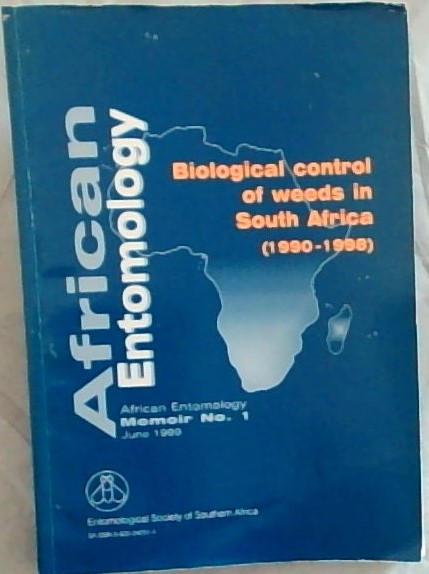 African
Entomology
Biological control
of weeds in
South Africa
(1990-1998)
African Entomology
Memoir No. 1
June 1999
Entomological Society of Southern Africa